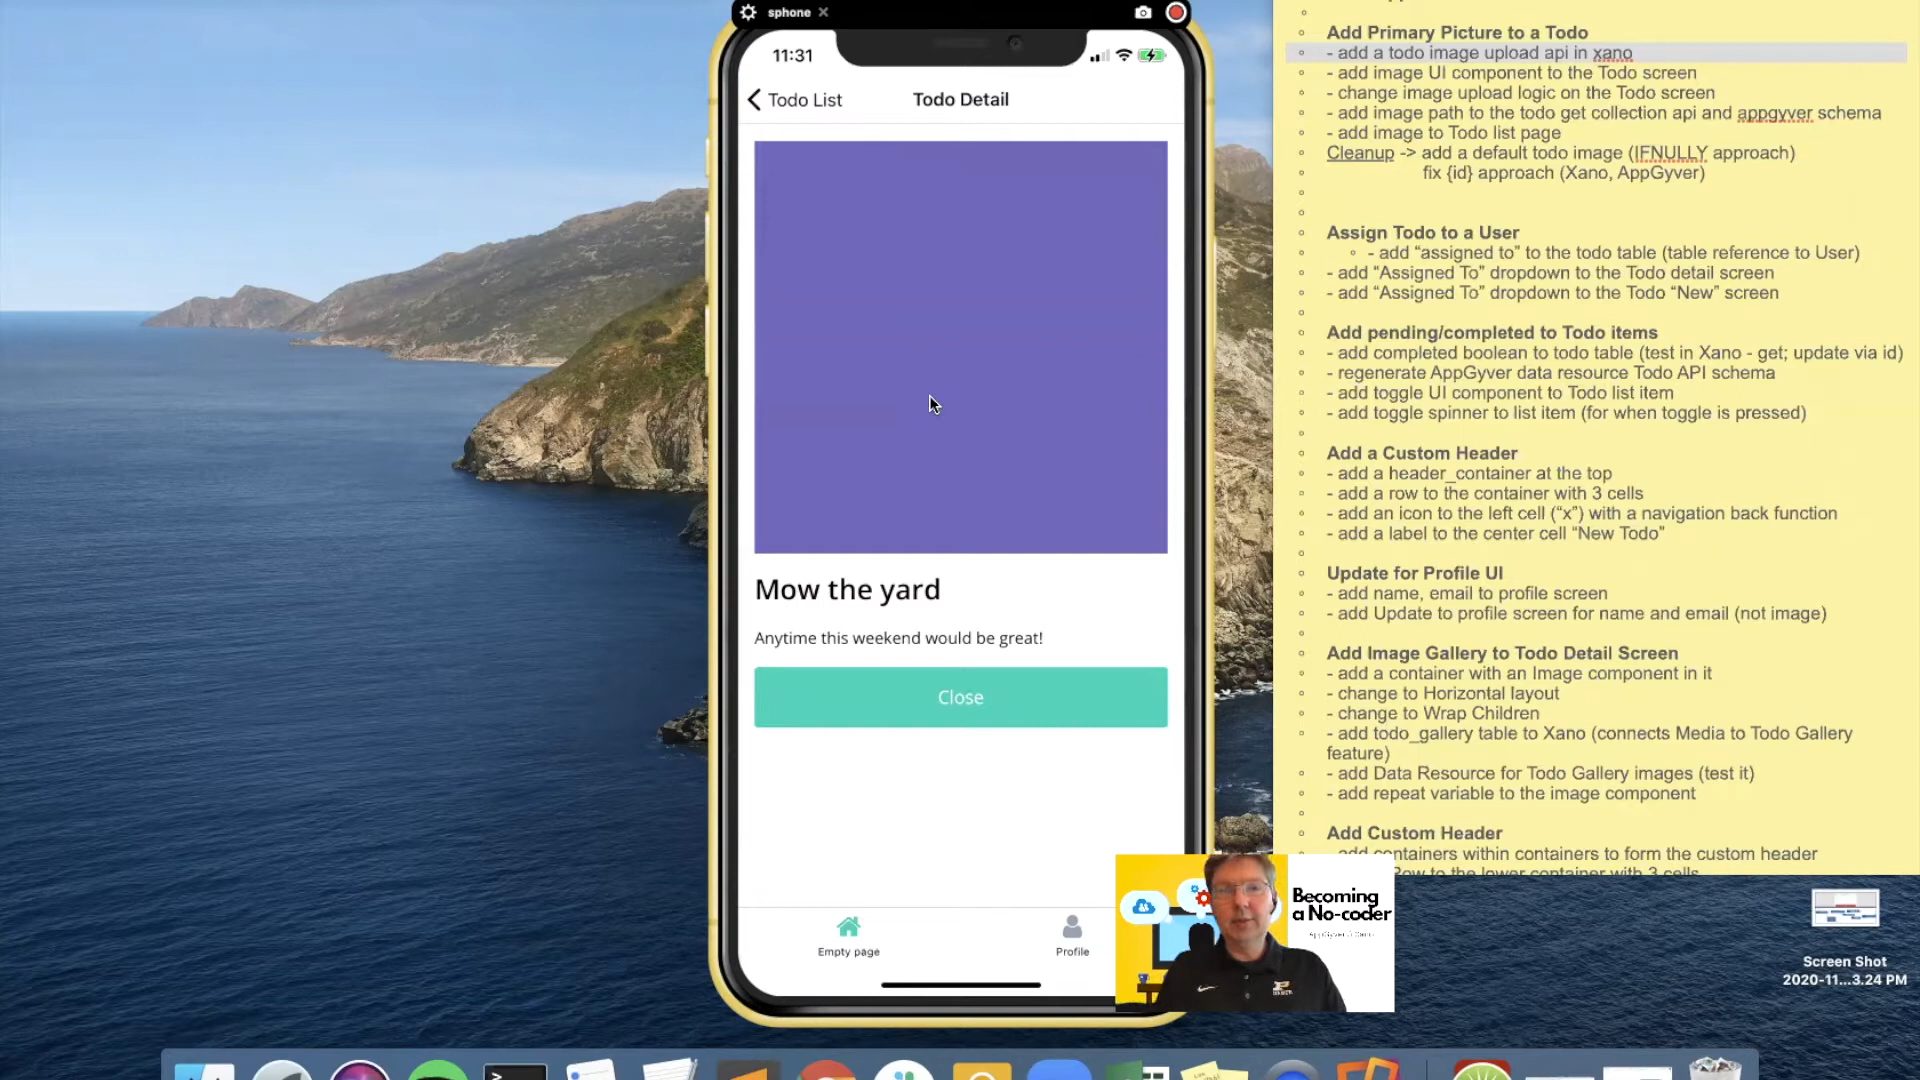 sphone
11:31
Todo List
Todo Detail
Mow the yard
Anytime this weekend would be great!
Close
Empty page
Profile
Add Primary Picture to a Todo
- add a todo image upload api in xano
- add image UI component to the Todo screen
- change image upload logic on the Todo screen
- add image path to the todo get collection api and appgyver schema
- add image to Todo list page
Cleanup -> add a default todo image (IFNULLY approach)
fix {id} approach (Xano, AppGyver)
Assign Todo to a User
- add “assigned to” to the todo table (table reference to User)
- add “Assigned To” dropdown to the Todo detail screen
- add “Assigned To” dropdown to the Todo “New” screen
Add pending/completed to Todo items
- add completed boolean to todo table (test in Xano - get; update via id)
- regenerate AppGyver data resource Todo API schema
- add toggle UI component to Todo list item
- add toggle spinner to list item (for when toggle is pressed)
Add a Custom Header
- add a header_container at the top
- add a row to the container with 3 cells
- add an icon to the left cell (“x”) with a navigation back function
- add a label to the center cell “New Todo”
Update for Profile UI
- add name, email to profile screen
- add Update to profile screen for name and email (not image)
Add Image Gallery to Todo Detail Screen
- add a container with an Image component in it
- change to Horizontal layout
- change to Wrap Children
- add todo_gallery table to Xano (connects Media to Todo Gallery
feature)
- add Data Resource for Todo Gallery images (test it)
- add repeat variable to the image component
Add Custom Header
add containers within containers to form the custom header
Row to the lower container with 3 cells
Becoming
a No-coder
Screen Shot
2020-11...3.24 PM